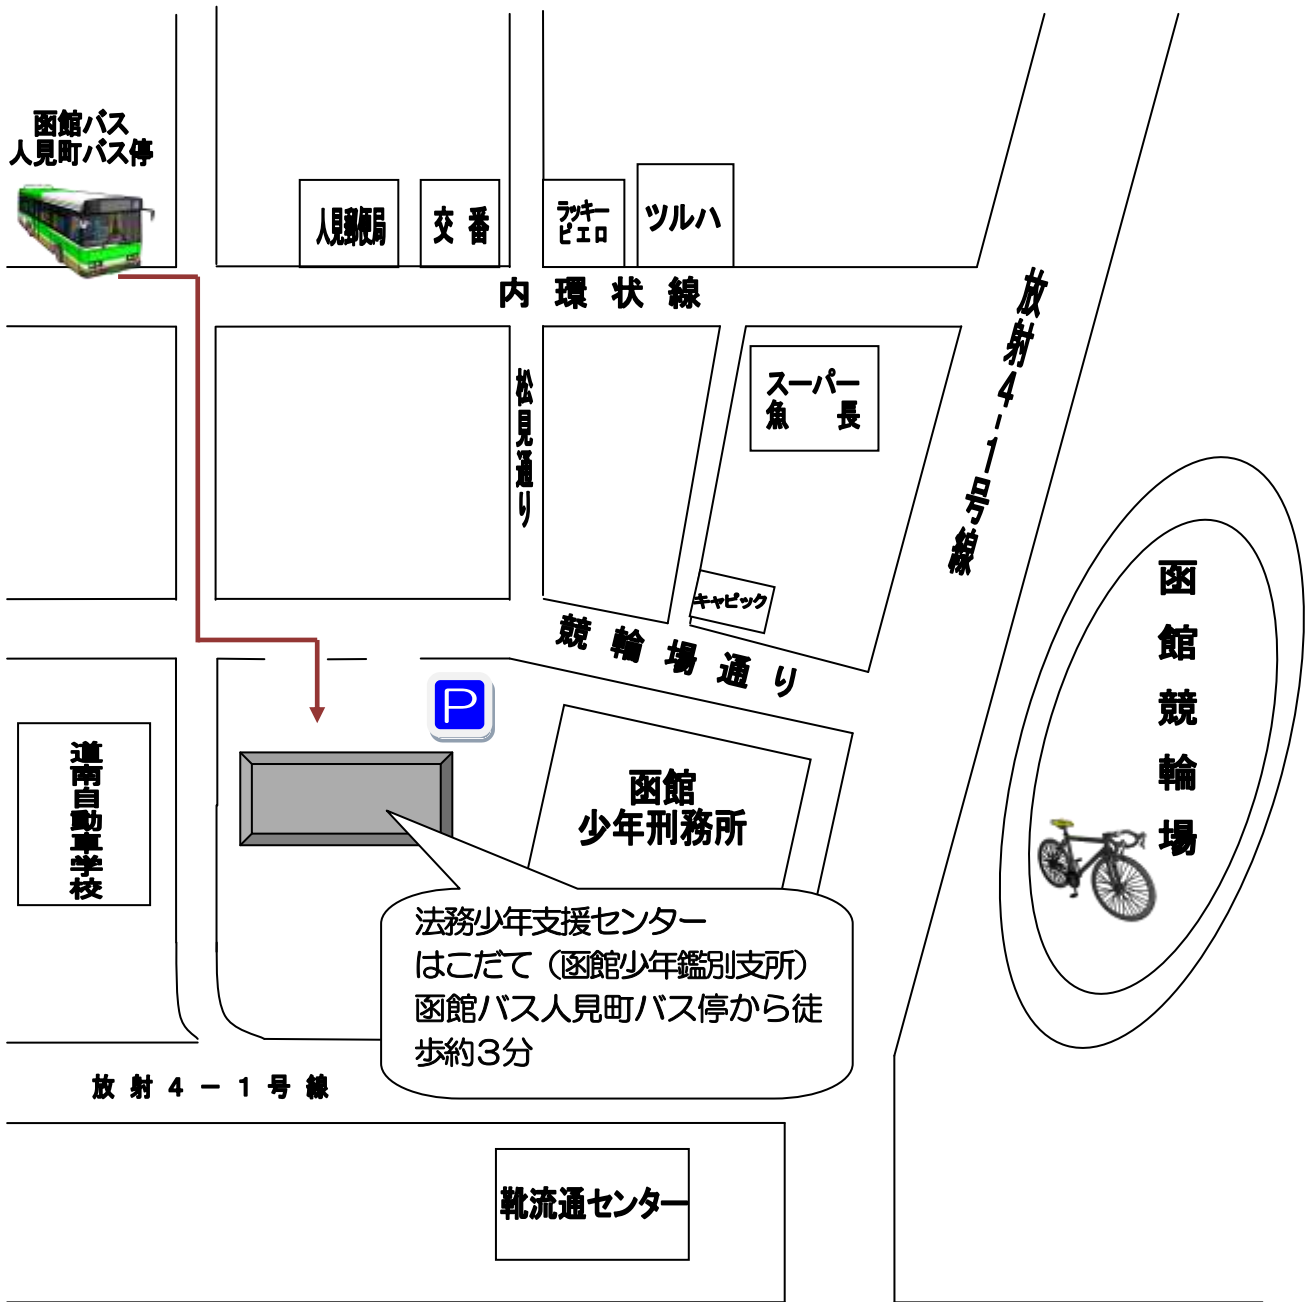 函館バス
人見町バス停
人見郵便局
交番
ラッキー
ピエロ
ツルハ
内環状線
放射4-1号線
松見通り
スーパー
魚長
キャピック
競輪場通り
函館競輪場
P
道南自動車学校
函館
少年刑務所
法務少年支援センター
はこだて（函館少年鑑別支所）
函館バス人見町バス停から徒
歩約３分
放射４－１号線
靴流通センター